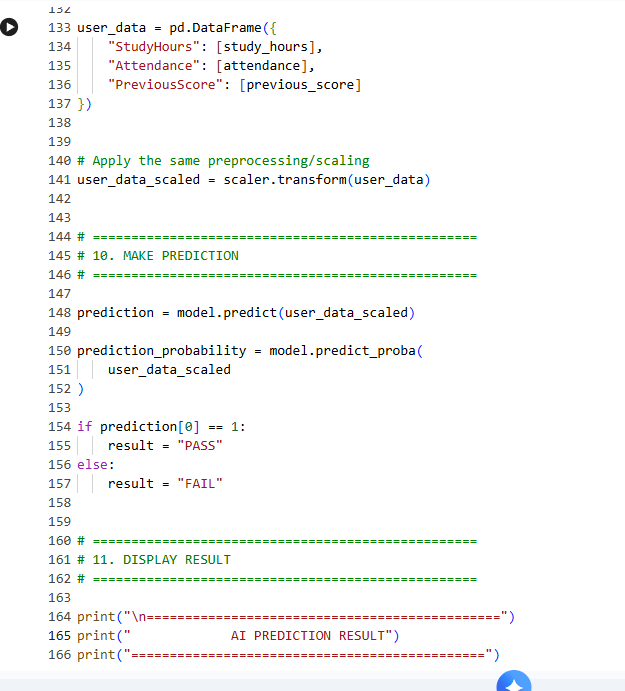 132
133 user_data = pd.DataFrame({
134     "StudyHours": [study_hours],
135     "Attendance": [attendance],
136     "PreviousScore": [previous_score]
137 })
138
139
140 # Apply the same preprocessing/scaling
141 user_data_scaled = scaler.transform(user_data)
142
143
144 # ==================================================
145 # 10. MAKE PREDICTION
146 # ==================================================
147
148 prediction = model.predict(user_data_scaled)
149
150 prediction_probability = model.predict_proba(
151     user_data_scaled
152 )
153
154 if prediction[0] == 1:
155     result = "PASS"
156 else:
157     result = "FAIL"
158
159
160 # ==================================================
161 # 11. DISPLAY RESULT
162 # ==================================================
163
164 print("\n==============================================")
165 print("             AI PREDICTION RESULT")
166 print("==============================================")